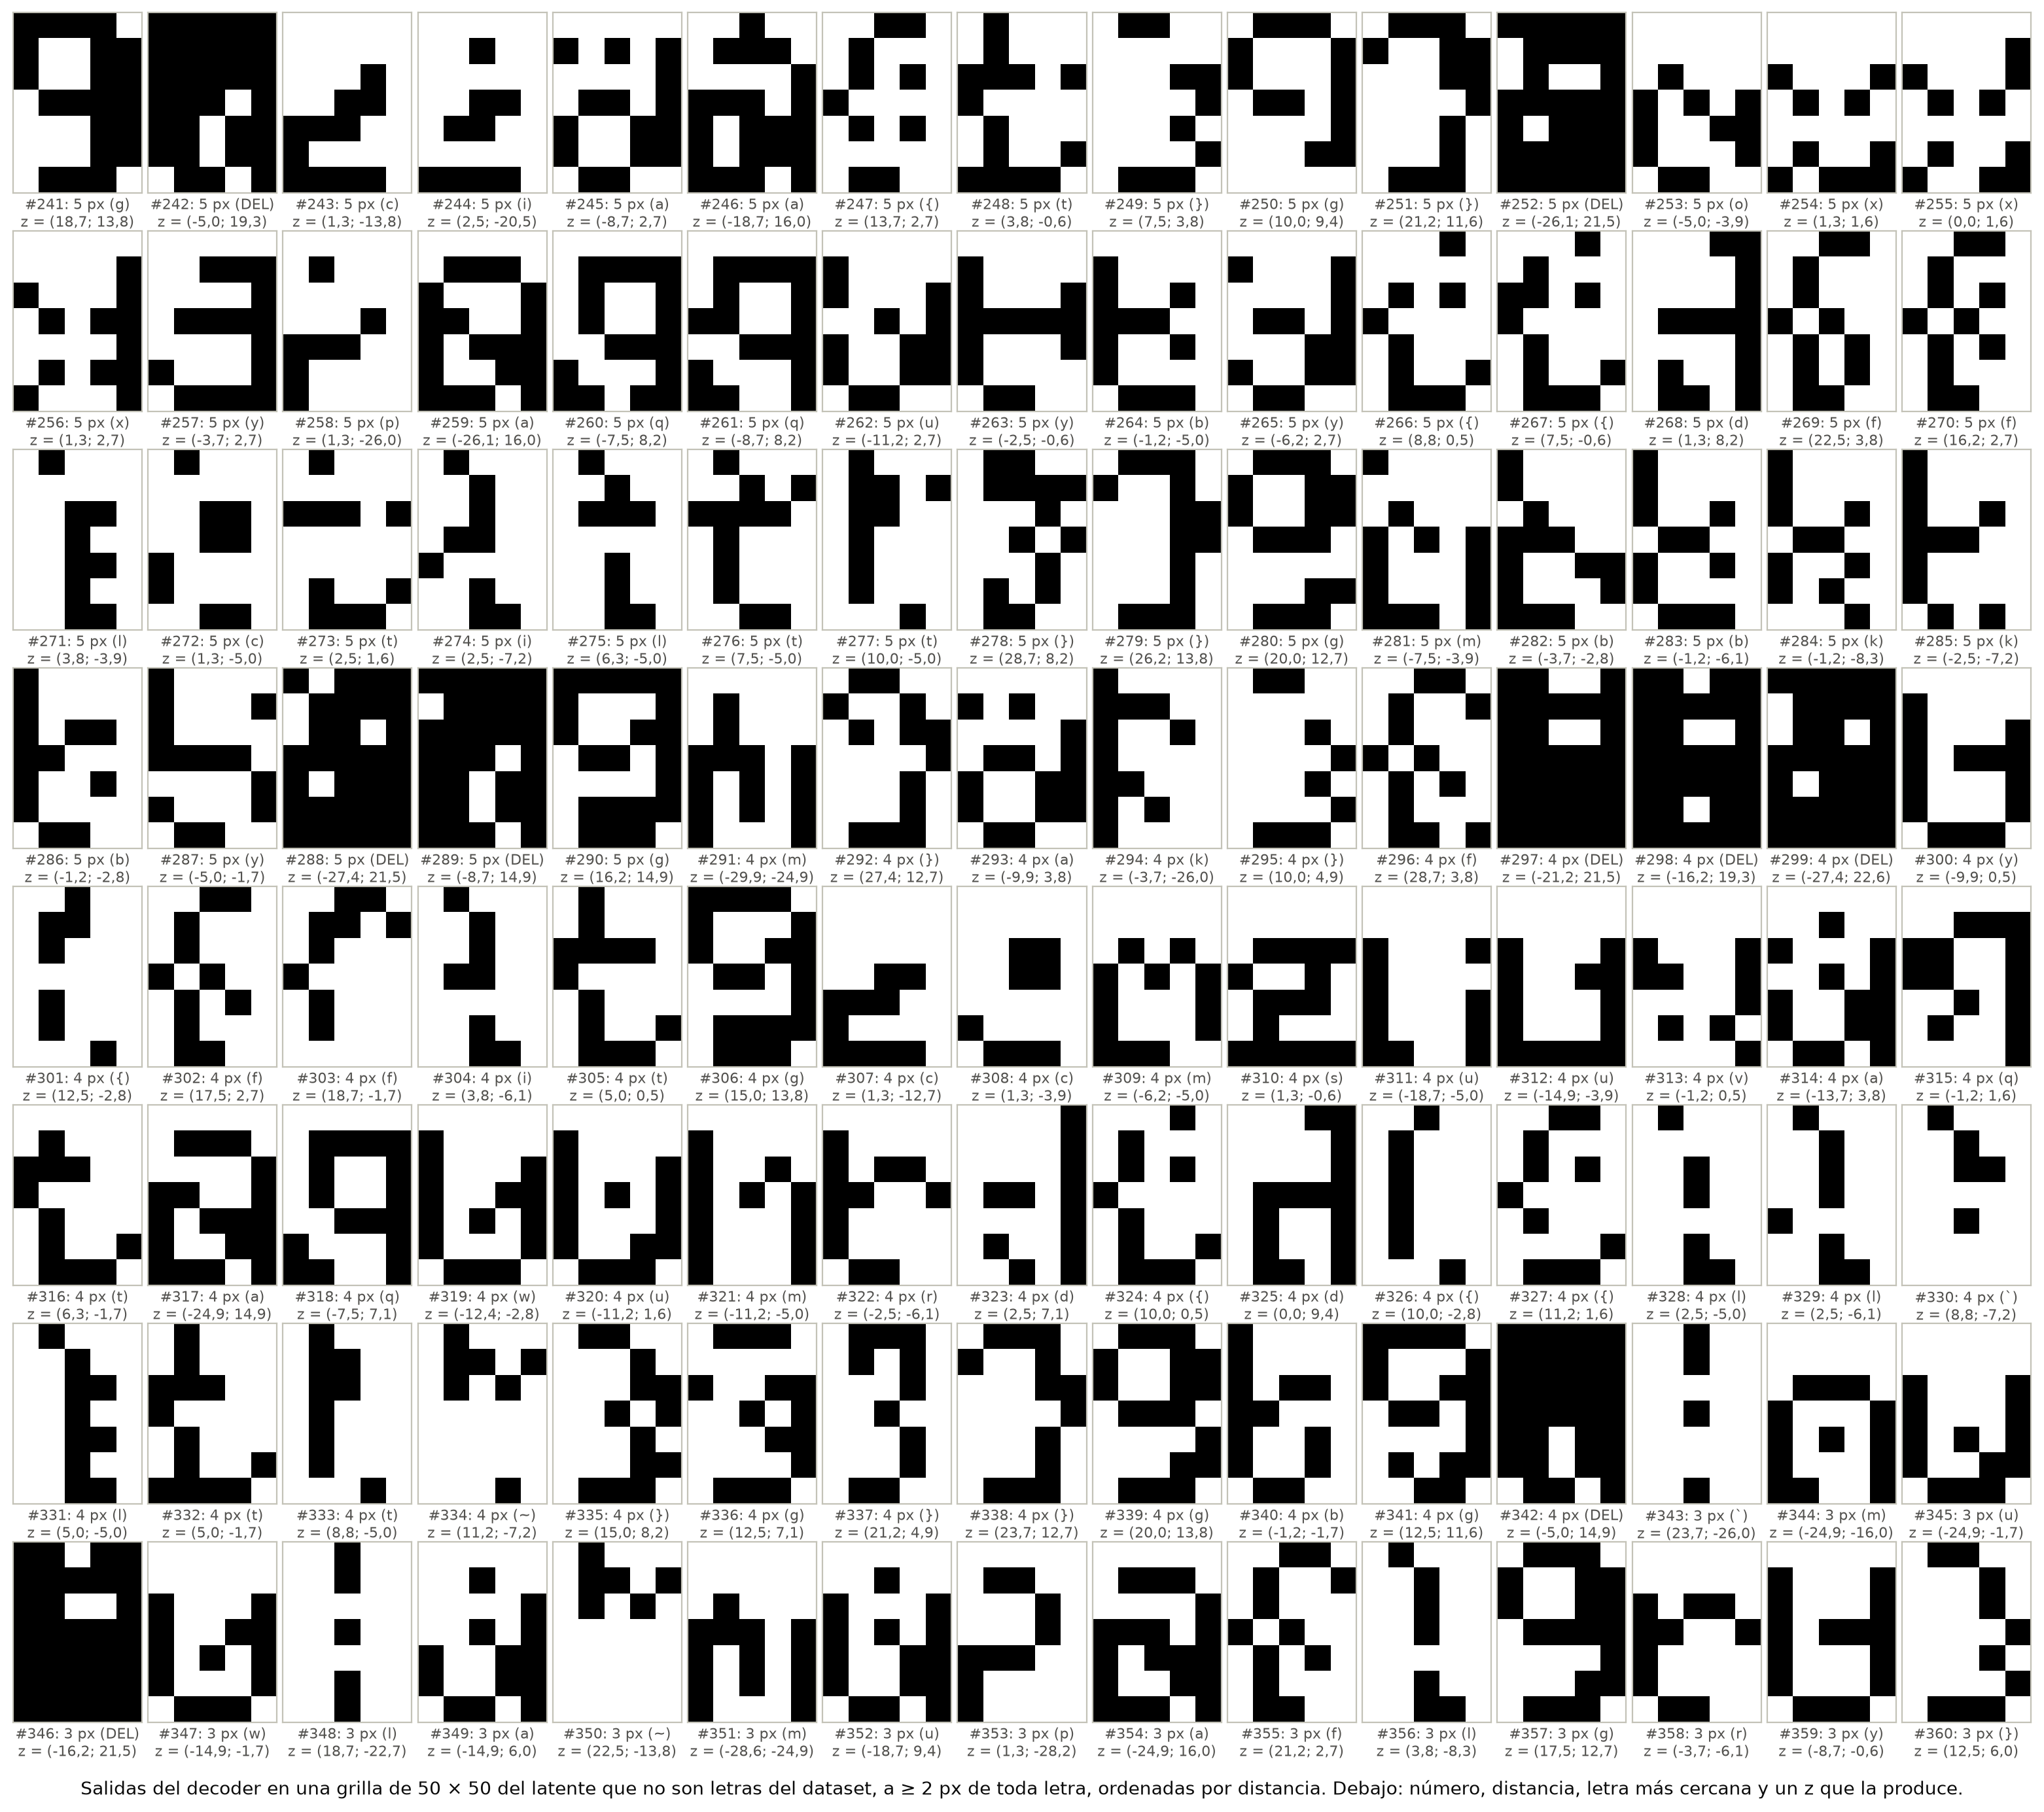 #241: 5 px (g) #242: 5 px (DEL) #243: 5 px (c) #244: 5 px (i) #245: 5 px (a) #246: 5 px (a) #247: 5 px ({) #248: 5 px (t) #249: 5 px (}) #250: 5 px (g) #251: 5 px (}) #252: 5 px (DEL) #253: 5 px (o) #254: 5 px (x) #255: 5 px (x)
z = (18,7; 13,8) z = (-5,0; 19,3) z = (1,3; -13,8) z = (2,5; -20,5) z = (-8,7; 2,7) z = (-18,7; 16,0) z = (13,7; 2,7) z = (3,8; -0,6) z = (7,5; 3,8) z = (10,0; 9,4) z = (21,2; 11,6) z = (-26,1; 21,5) z = (-5,0; -3,9) z = (1,3; 1,6) z = (0,0; 1,6)
#256: 5 px (x) #257: 5 px (y) #258: 5 px (p) #259: 5 px (a) #260: 5 px (q) #261: 5 px (q) #262: 5 px (u) #263: 5 px (y) #264: 5 px (b) #265: 5 px (y) #266: 5 px ({) #267: 5 px ({) #268: 5 px (d) #269: 5 px (f) #270: 5 px (f)
z = (1,3; 2,7) z = (-3,7; 2,7) z = (1,3; -26,0) z = (-26,1; 16,0) z = (-7,5; 8,2) z = (-8,7; 8,2) z = (-11,2; 2,7) z = (-2,5; -0,6) z = (-1,2; -5,0) z = (-6,2; 2,7) z = (8,8; 0,5) z = (7,5; -0,6) z = (1,3; 8,2) z = (22,5; 3,8) z = (16,2; 2,7)
#271: 5 px (l) #272: 5 px (c) #273: 5 px (t) #274: 5 px (i) #275: 5 px (l) #276: 5 px (t) #277: 5 px (t) #278: 5 px (}) #279: 5 px (}) #280: 5 px (g) #281: 5 px (m) #282: 5 px (b) #283: 5 px (b) #284: 5 px (k) #285: 5 px (k)
z = (3,8; -3,9) z = (1,3; -5,0) z = (2,5; 1,6) z = (2,5; -7,2) z = (6,3; -5,0) z = (7,5; -5,0) z = (10,0; -5,0) z = (28,7; 8,2) z = (26,2; 13,8) z = (20,0; 12,7) z = (-7,5; -3,9) z = (-3,7; -2,8) z = (-1,2; -6,1) z = (-1,2; -8,3) z = (-2,5; -7,2)
#286: 5 px (b) #287: 5 px (y) #288: 5 px (DEL) #289: 5 px (DEL) #290: 5 px (g) #291: 4 px (m) #292: 4 px (}) #293: 4 px (a) #294: 4 px (k) #295: 4 px (}) #296: 4 px (f) #297: 4 px (DEL) #298: 4 px (DEL) #299: 4 px (DEL) #300: 4 px (y)
z = (-1,2; -2,8) z = (-5,0; -1,7) z = (-27,4; 21,5) z = (-8,7; 14,9) z = (16,2; 14,9) z = (-29,9; -24,9) z = (27,4; 12,7) z = (-9,9; 3,8) z = (-3,7; -26,0) z = (10,0; 4,9) z = (28,7; 3,8) z = (-21,2; 21,5) z = (-16,2; 19,3) z = (-27,4; 22,6) z = (-9,9; 0,5)
#301: 4 px ({) #302: 4 px (f) #303: 4 px (f) #304: 4 px (i) #305: 4 px (t) #306: 4 px (g) #307: 4 px (c) #308: 4 px (c) #309: 4 px (m) #310: 4 px (s) #311: 4 px (u) #312: 4 px (u) #313: 4 px (v) #314: 4 px (a) #315: 4 px (q)
z = (12,5; -2,8) z = (17,5; 2,7) z = (18,7; -1,7) z = (3,8; -6,1) z = (5,0; 0,5) z = (15,0; 13,8) z = (1,3; -12,7) z = (1,3; -3,9) z = (-6,2; -5,0) z = (1,3; -0,6) z = (-18,7; -5,0) z = (-14,9; -3,9) z = (-1,2; 0,5) z = (-13,7; 3,8) z = (-1,2; 1,6)
#316: 4 px (t) #317: 4 px (a) #318: 4 px (q) #319: 4 px (w) #320: 4 px (u) #321: 4 px (m) #322: 4 px (r) #323: 4 px (d) #324: 4 px ({) #325: 4 px (d) #326: 4 px ({) #327: 4 px ({) #328: 4 px (l) #329: 4 px (l) #330: 4 px (`)
z = (6,3; -1,7) z = (-24,9; 14,9) z = (-7,5; 7,1) z = (-12,4; -2,8) z = (-11,2; 1,6) z = (-11,2; -5,0) z = (-2,5; -6,1) z = (2,5; 7,1) z = (10,0; 0,5) z = (0,0; 9,4) z = (10,0; -2,8) z = (11,2; 1,6) z = (2,5; -5,0) z = (2,5; -6,1) z = (8,8; -7,2)
#331: 4 px (l) #332: 4 px (t) #333: 4 px (t) #334: 4 px (~) #335: 4 px (}) #336: 4 px (g) #337: 4 px (}) #338: 4 px (}) #339: 4 px (g) #340: 4 px (b) #341: 4 px (g) #342: 4 px (DEL) #343: 3 px (`) #344: 3 px (m) #345: 3 px (u)
z = (5,0; -5,0) z = (5,0; -1,7) z = (8,8; -5,0) z = (11,2; -7,2) z = (15,0; 8,2) z = (12,5; 7,1) z = (21,2; 4,9) z = (23,7; 12,7) z = (20,0; 13,8) z = (-1,2; -1,7) z = (12,5; 11,6) z = (-5,0; 14,9) z = (23,7; -26,0) z = (-24,9; -16,0) z = (-24,9; -1,7)
#346: 3 px (DEL) #347: 3 px (w) #348: 3 px (l) #349: 3 px (a) #350: 3 px (~) #351: 3 px (m) #352: 3 px (u) #353: 3 px (p) #354: 3 px (a) #355: 3 px (f) #356: 3 px (l) #357: 3 px (g) #358: 3 px (r) #359: 3 px (y) #360: 3 px (})
z = (-16,2; 21,5) z = (-14,9; -1,7) z = (18,7; -22,7) z = (-14,9; 6,0) z = (22,5; -13,8) z = (-28,6; -24,9) z = (-18,7; 9,4) z = (1,3; -28,2) z = (-24,9; 16,0) z = (21,2; 2,7) z = (3,8; -8,3) z = (17,5; 12,7) z = (-3,7; -6,1) z = (-8,7; -0,6) z = (12,5; 6,0)
Salidas del decoder en una grilla de 50 × 50 del latente que no son letras del dataset, a ≥ 2 px de toda letra, ordenadas por distancia. Debajo: número, distancia, letra más cercana y un z que la produce.